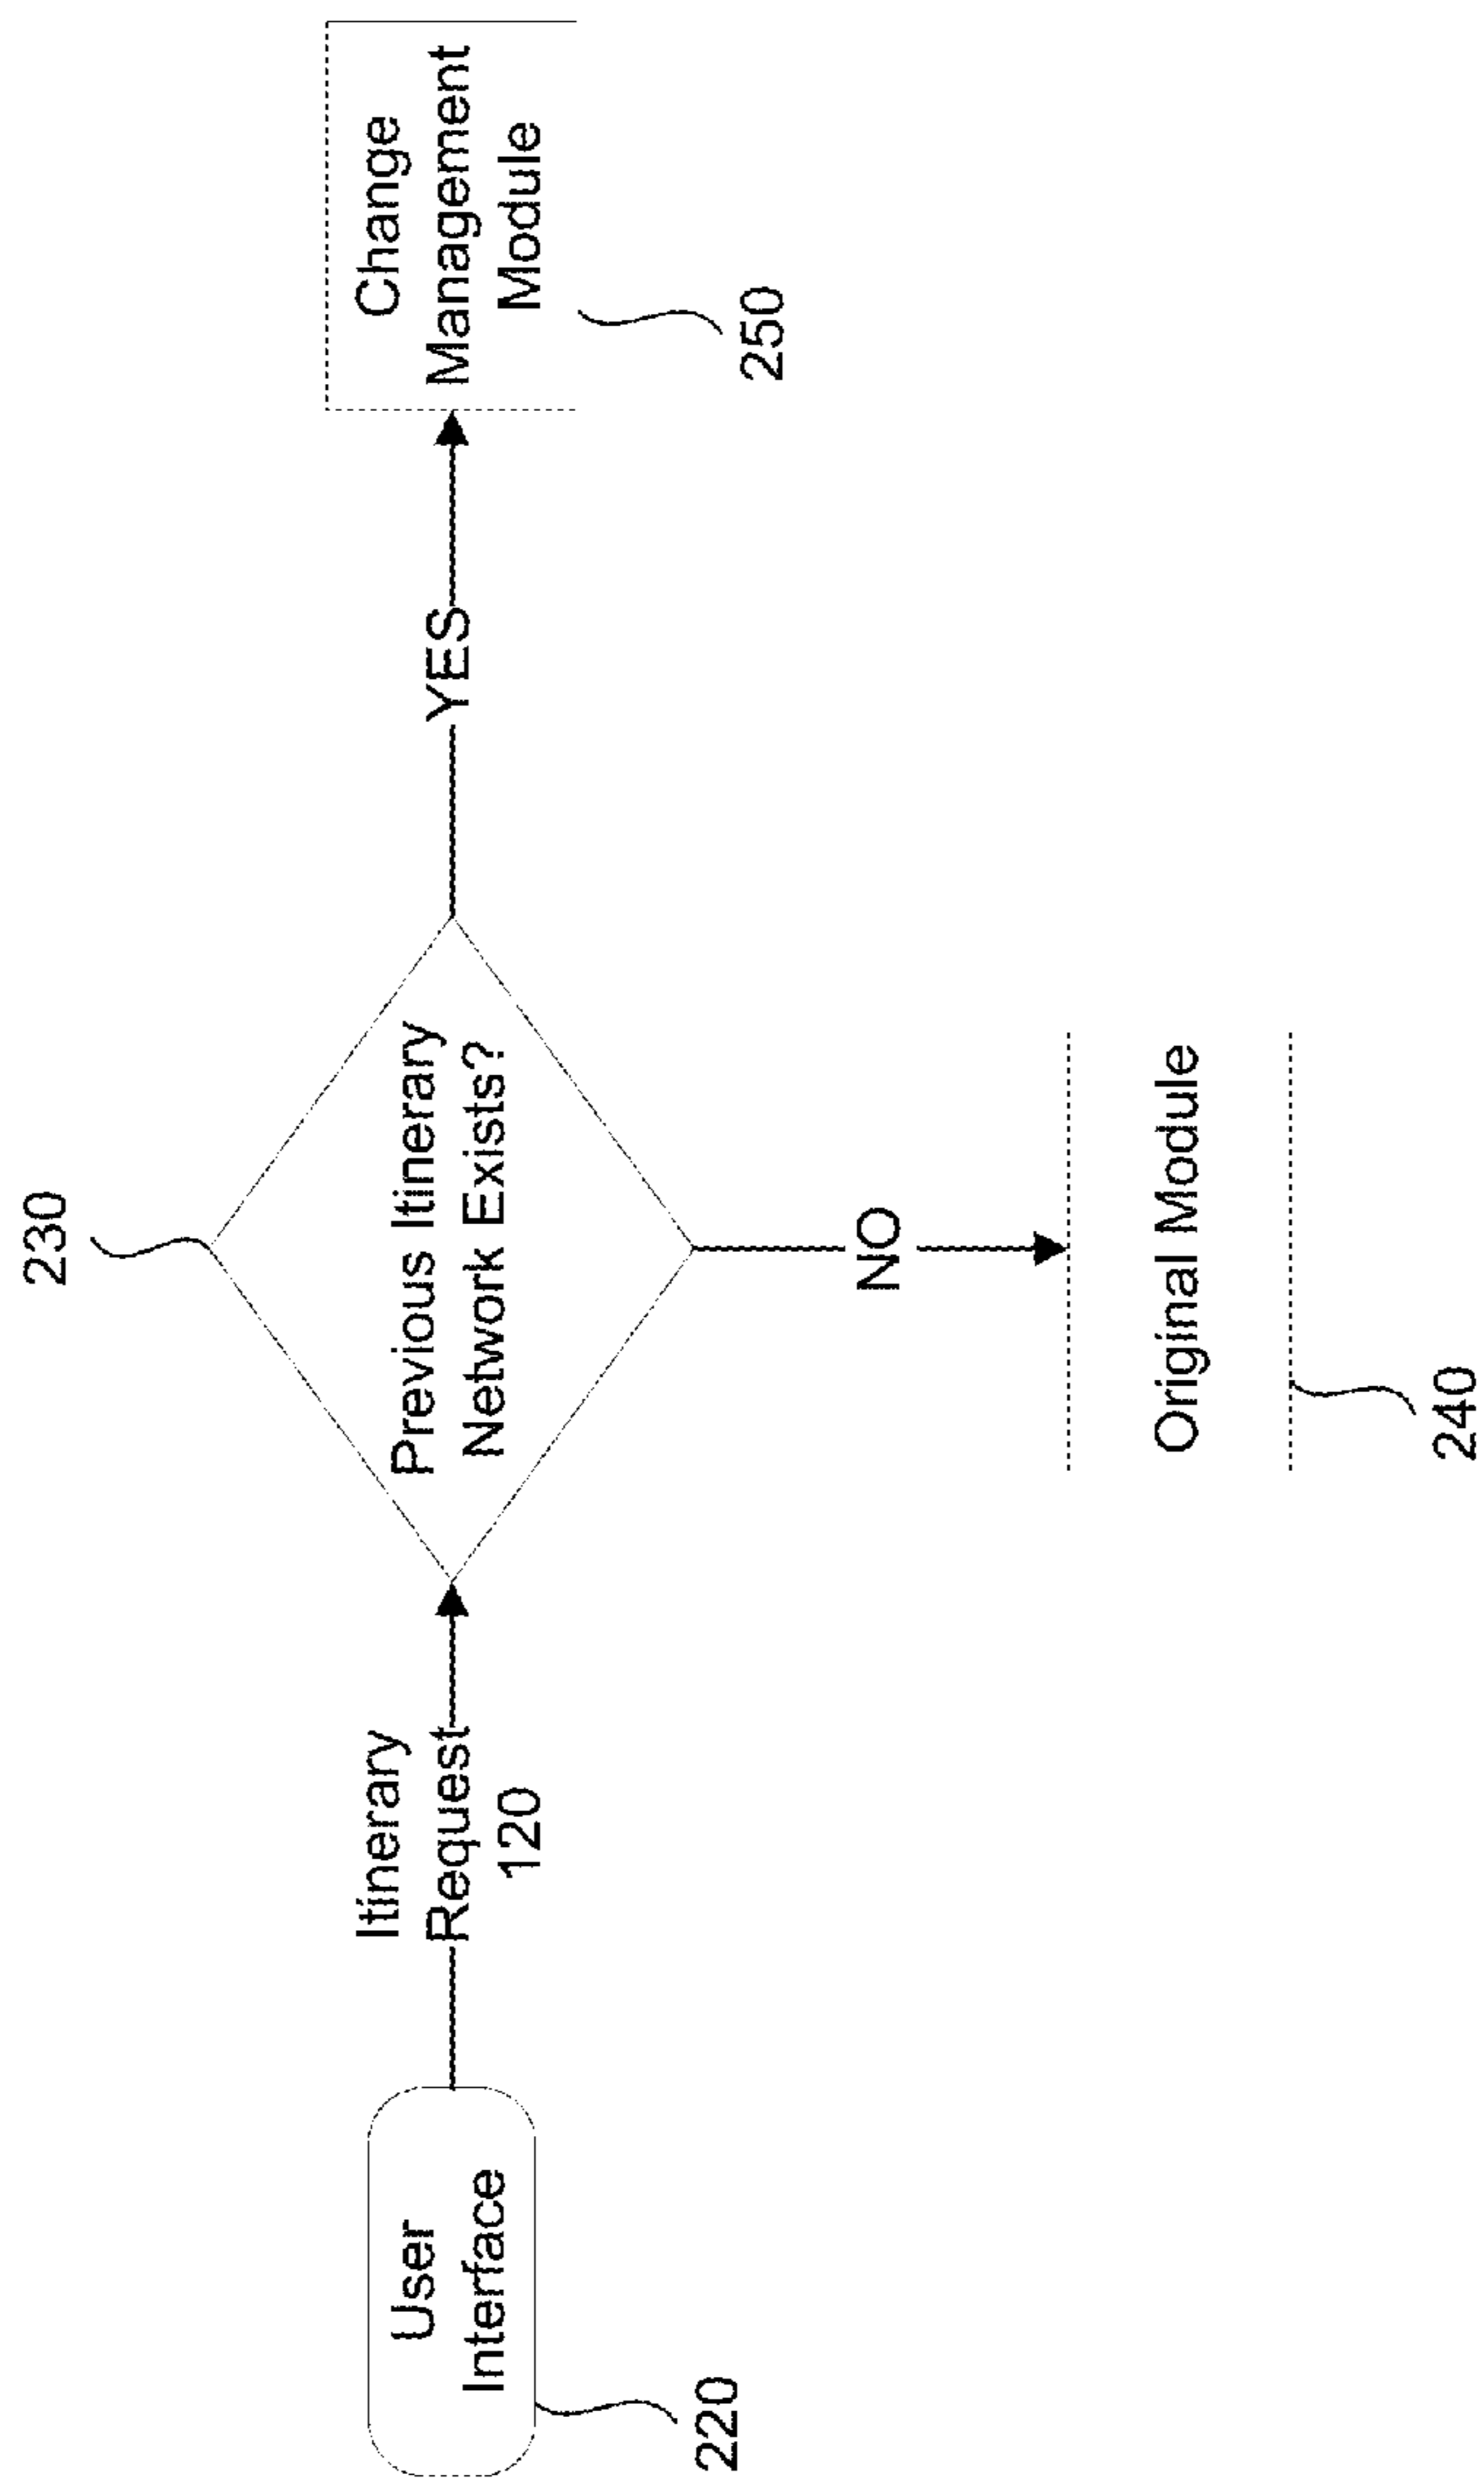 230
User
Interface
220
Itinerary
Request
120
Previous Itinerary
Network Exists?
YES
Change
Management
Module
250
NO
Original Module
240